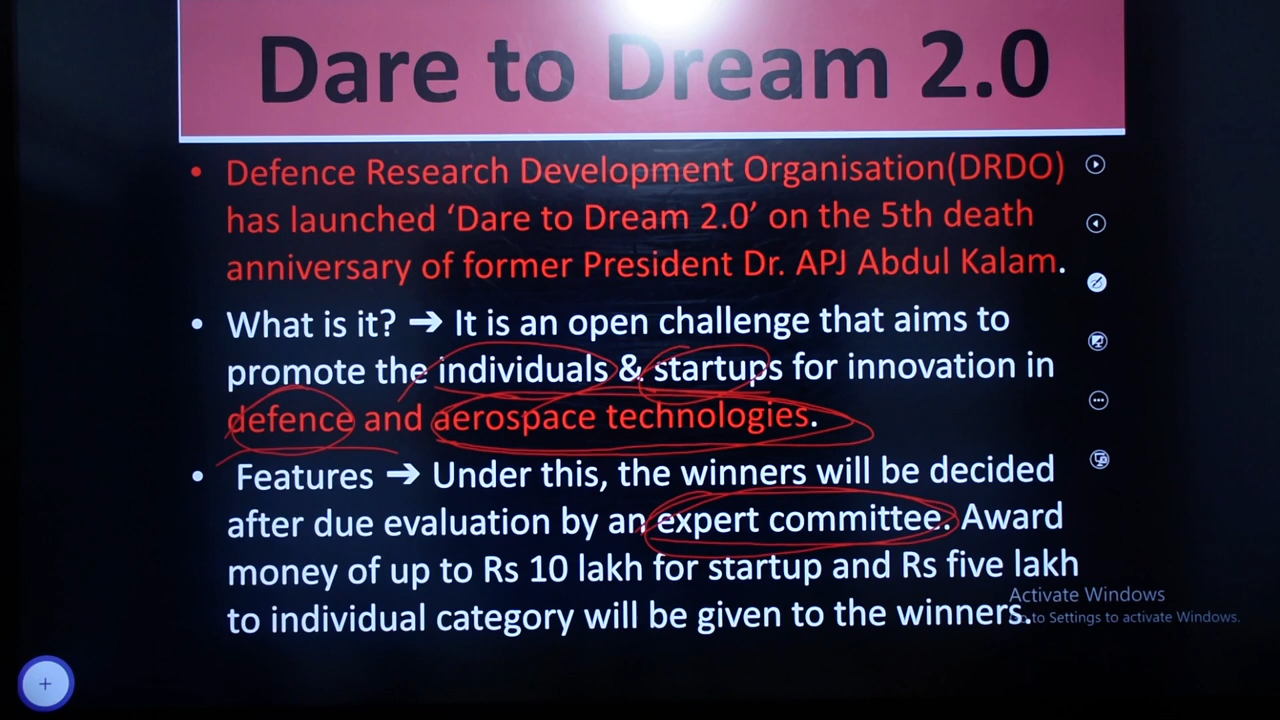 Dare to Dream 2.0
• Defence Research Development Organisation(DRDO)
has launched ‘Dare to Dream 2.0’ on the 5th death
anniversary of former President Dr. APJ Abdul Kalam.
• What is it? ➔ It is an open challenge that aims to
promote the individuals & startups for innovation in
defence and aerospace technologies.
• Features ➔ Under this, the winners will be decided
after due evaluation by an expert committee. Award
money of up to Rs 10 lakh for startup and Rs five lakh
to individual category will be given to the winners.
Activate Windows
Go to Settings to activate Windows.